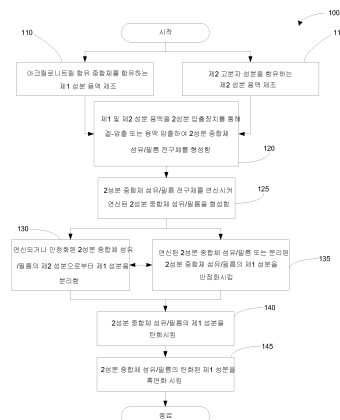 100
시작
110
11
아크릴로니트릴 함유 중합체를 함유하는
제1 성분 용액 제조
제2 고분자 성분을 함유하는
제2 성분 용액 제조
제1 및 제2 성분 용액을 2성분 압출장치를 통해
겔-압출 또는 용액 압출하여 2성분 중합체
섬유/필름 전구체를 형성함
120
2성분 중합체 섬유/필름 전구체를 연신시켜
연신된 2성분 중합체 섬유/필름을 형성함
125
130
연신되거나 안정화된 2성분 중합체 섬유
/필름의 제2 성분으로부터 제1 성분을
분리함
연신된 2성분 중합체 섬유/필름 또는 분리된
2성분 중합체 섬유/필름의 제1 성분을
안정화시킴
135
140
2성분 중합체 섬유/필름의 제1 성분을
탄화시킴
145
2성분 중합체 섬유/필름의 탄화된 제1 성분을
흑연화 시킴
종료